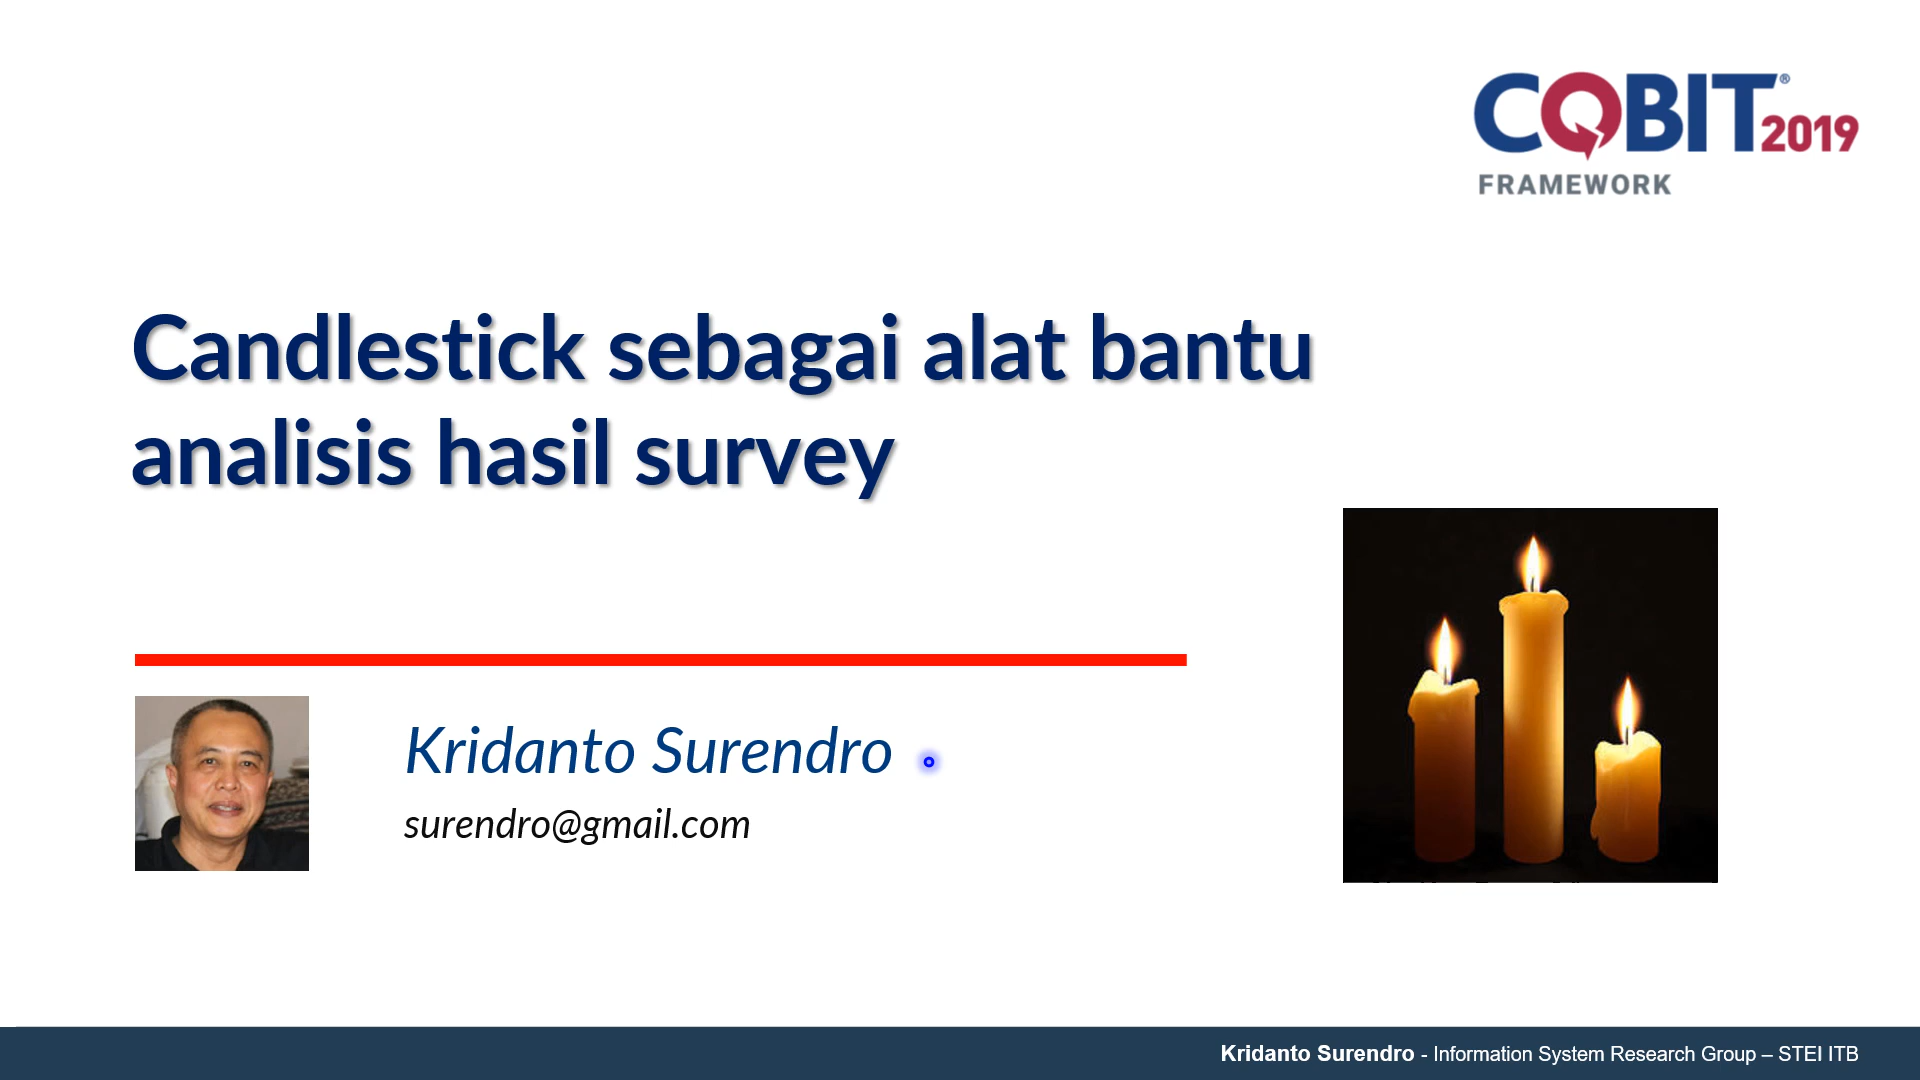 COBIT® 2019
FRAMEWORK
Candlestick sebagai alat bantu
analisis hasil survey
Kridanto Surendro
surendro@gmail.com
Kridanto Surendro - Information System Research Group – STEI ITB